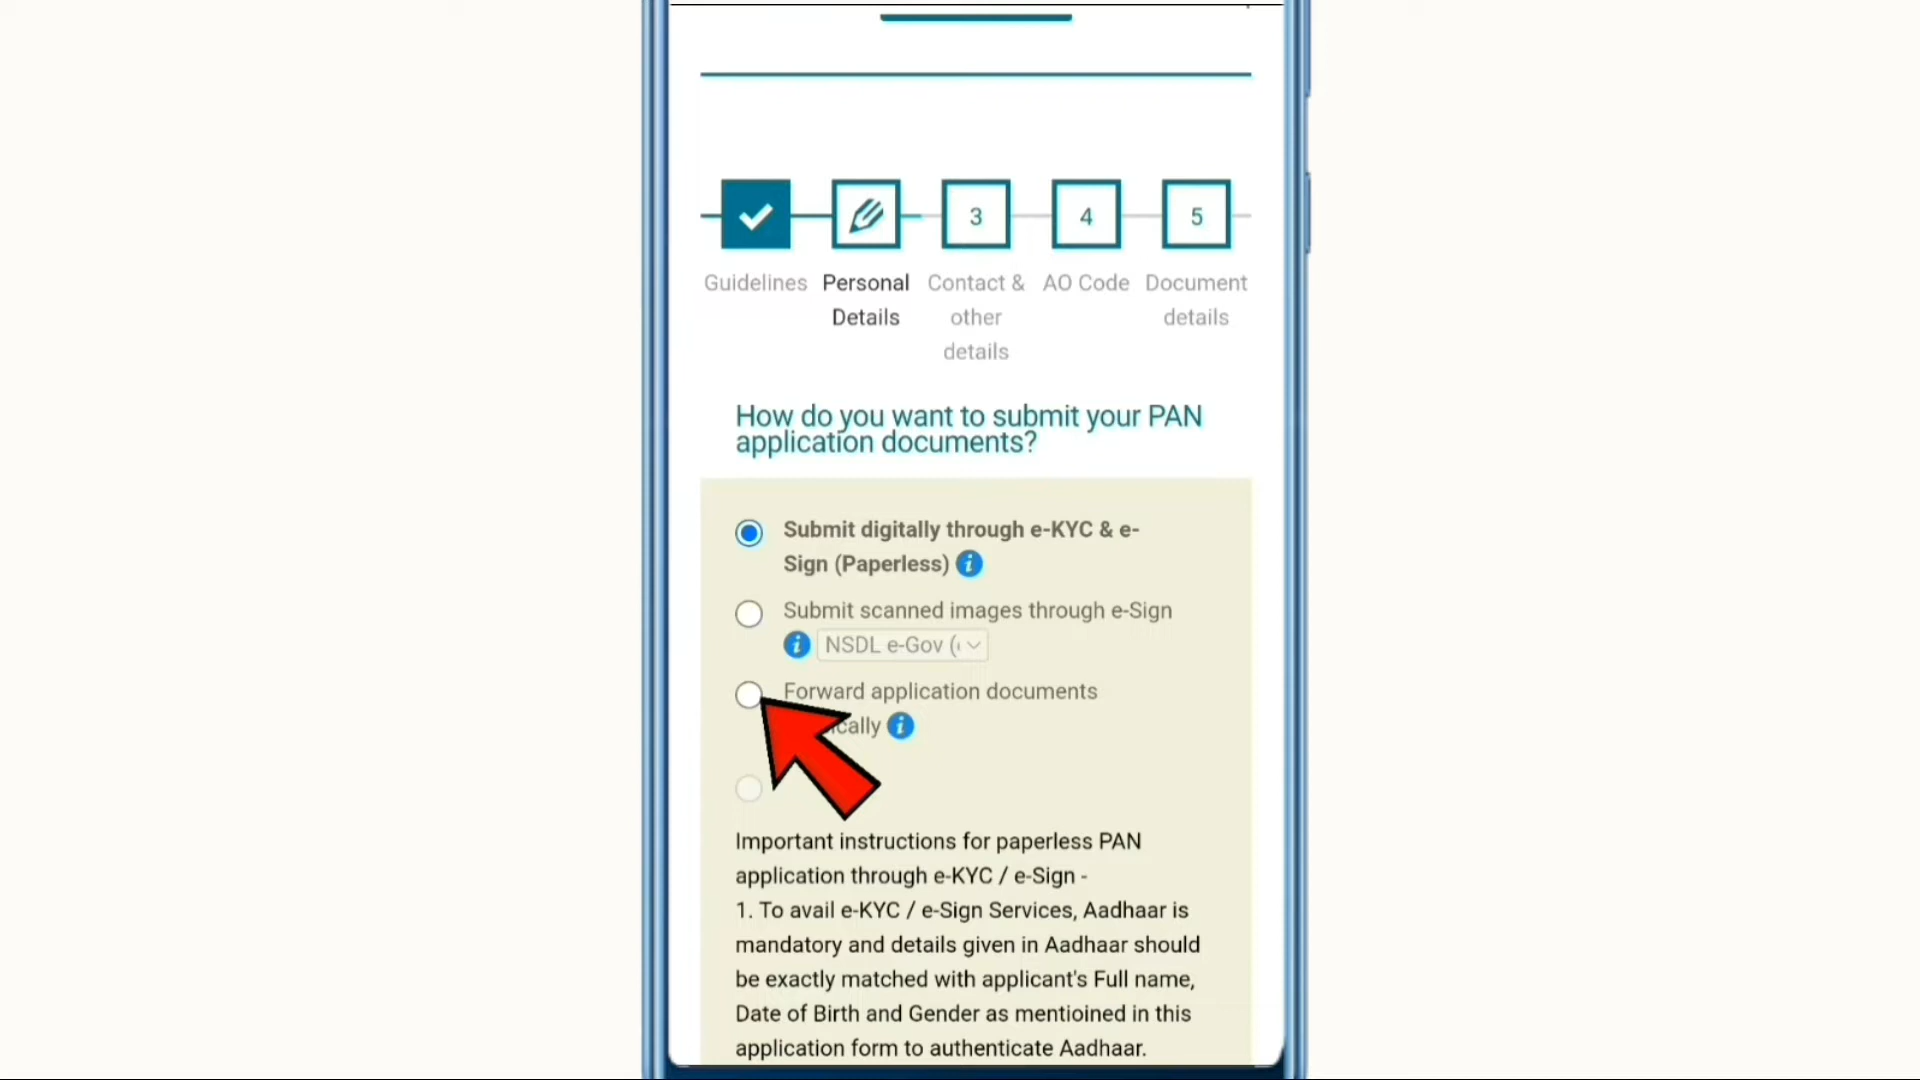 3
4
5
Guidelines
Personal
Details
Contact &
other
details
AO Code
Document
details
How do you want to submit your PAN
application documents?
Submit digitally through e-KYC & e-
Sign (Paperless)
Submit scanned images through e-Sign
NSDL e-Gov (
Forward application documents
cally
Important instructions for paperless PAN
application through e-KYC / e-Sign -
1. To avail e-KYC / e-Sign Services, Aadhaar is
mandatory and details given in Aadhaar should
be exactly matched with applicant's Full name,
Date of Birth and Gender as mentioined in this
application form to authenticate Aadhaar.